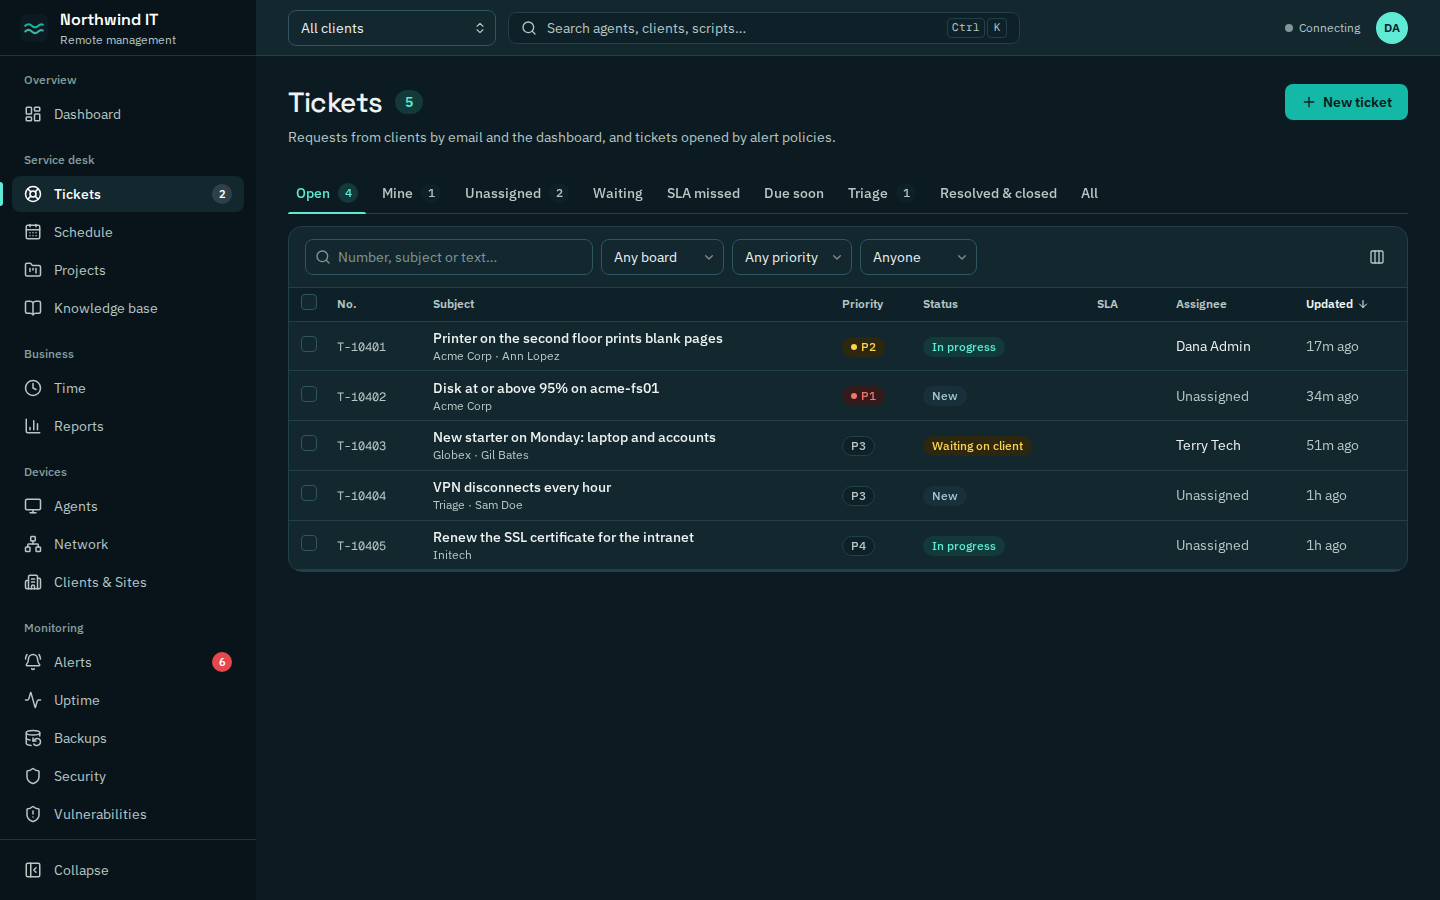 Northwind IT
Remote management
All clients
Search agents, clients, scripts...
Ctrl K
Connecting
DA
Overview
Dashboard
Service desk
Tickets 2
Schedule
Projects
Knowledge base
Business
Time
Reports
Devices
Agents
Network
Clients & Sites
Monitoring
Alerts 6
Uptime
Backups
Security
Vulnerabilities
Collapse
Tickets 5
New ticket
Requests from clients by email and the dashboard, and tickets opened by alert policies.
Open 4 Mine 1 Unassigned 2 Waiting SLA missed Due soon Triage 1 Resolved & closed All
Number, subject or text... Any board Any priority Anyone
No. Subject Priority Status SLA Assignee Updated
T-10401 Printer on the second floor prints blank pages P2 In progress Dana Admin 17m ago
Acme Corp · Ann Lopez
T-10402 Disk at or above 95% on acme-fs01 P1 New Unassigned 34m ago
Acme Corp
T-10403 New starter on Monday: laptop and accounts P3 Waiting on client Terry Tech 51m ago
Globex · Gil Bates
T-10404 VPN disconnects every hour P3 New Unassigned 1h ago
Triage · Sam Doe
T-10405 Renew the SSL certificate for the intranet P4 In progress Unassigned 1h ago
Initech